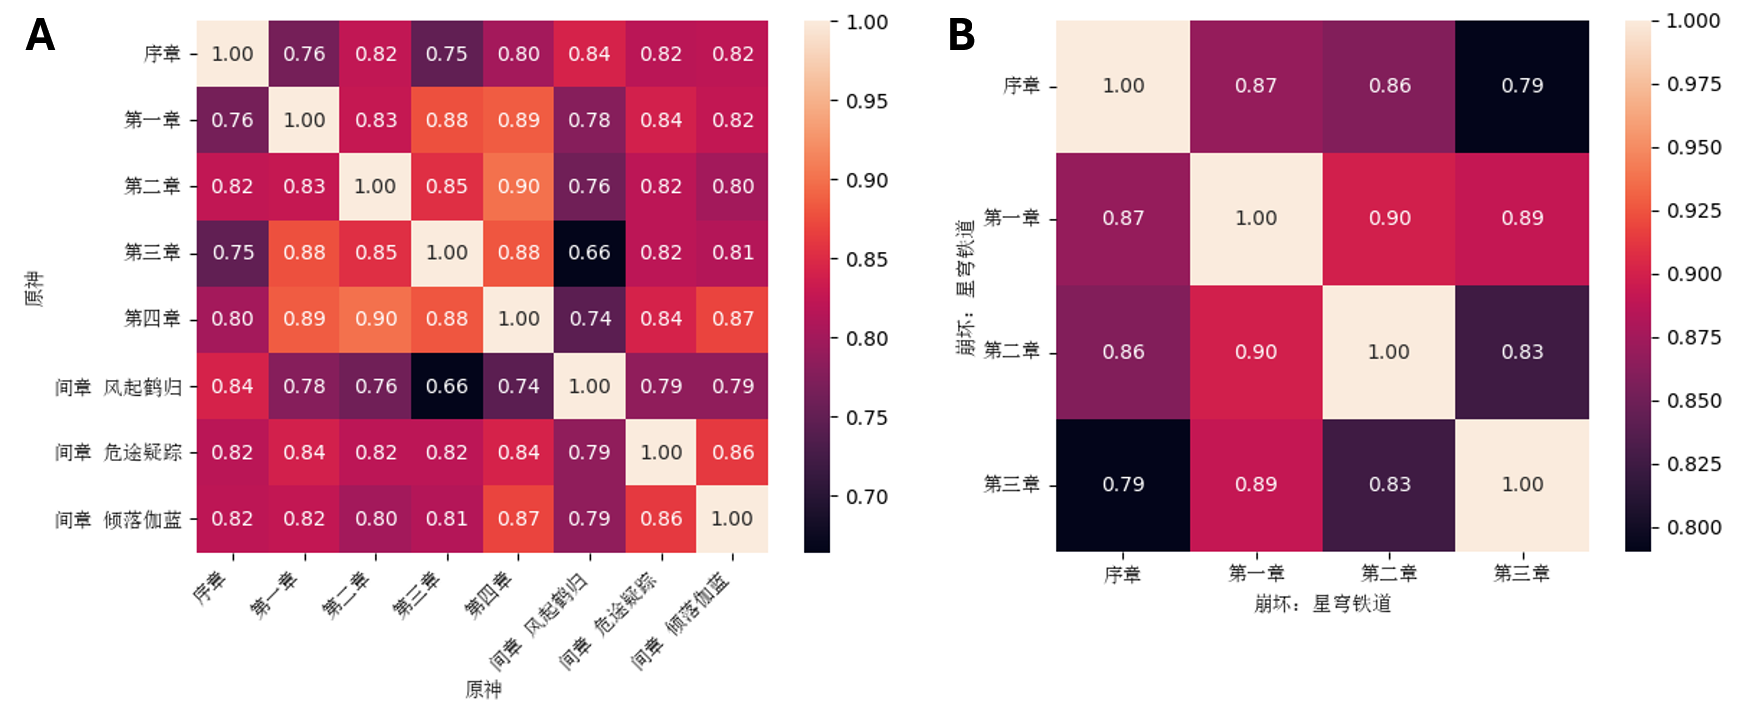 A
序章 1.00 0.76 0.82 0.75 0.80 0.84 0.82 0.82
第一章 0.76 1.00 0.83 0.88 0.89 0.78 0.84 0.82
第二章 0.82 0.83 1.00 0.85 0.90 0.76 0.82 0.80
第三章 0.75 0.88 0.85 1.00 0.88 0.66 0.82 0.81
第四章 0.80 0.89 0.90 0.88 1.00 0.74 0.84 0.87
间章 风起鹤归 0.84 0.78 0.76 0.66 0.74 1.00 0.79 0.79
间章 危途疑踪 0.82 0.84 0.82 0.82 0.84 0.79 1.00 0.86
间章 倾落伽蓝 0.82 0.82 0.80 0.81 0.87 0.79 0.86 1.00
原神
序章
第一章
第二章
第三章
第四章
间章 风起鹤归
间章 危途疑踪
间章 倾落伽蓝
原神
1.00
0.95
0.90
0.85
0.80
0.75
0.70
B
序章 1.00 0.87 0.86 0.79
第一章 0.87 1.00 0.90 0.89
第二章 0.86 0.90 1.00 0.83
第三章 0.79 0.89 0.83 1.00
崩坏：星穹铁道
序章 第一章 第二章 第三章
崩坏：星穹铁道
1.000
0.975
0.950
0.925
0.900
0.875
0.850
0.825
0.800